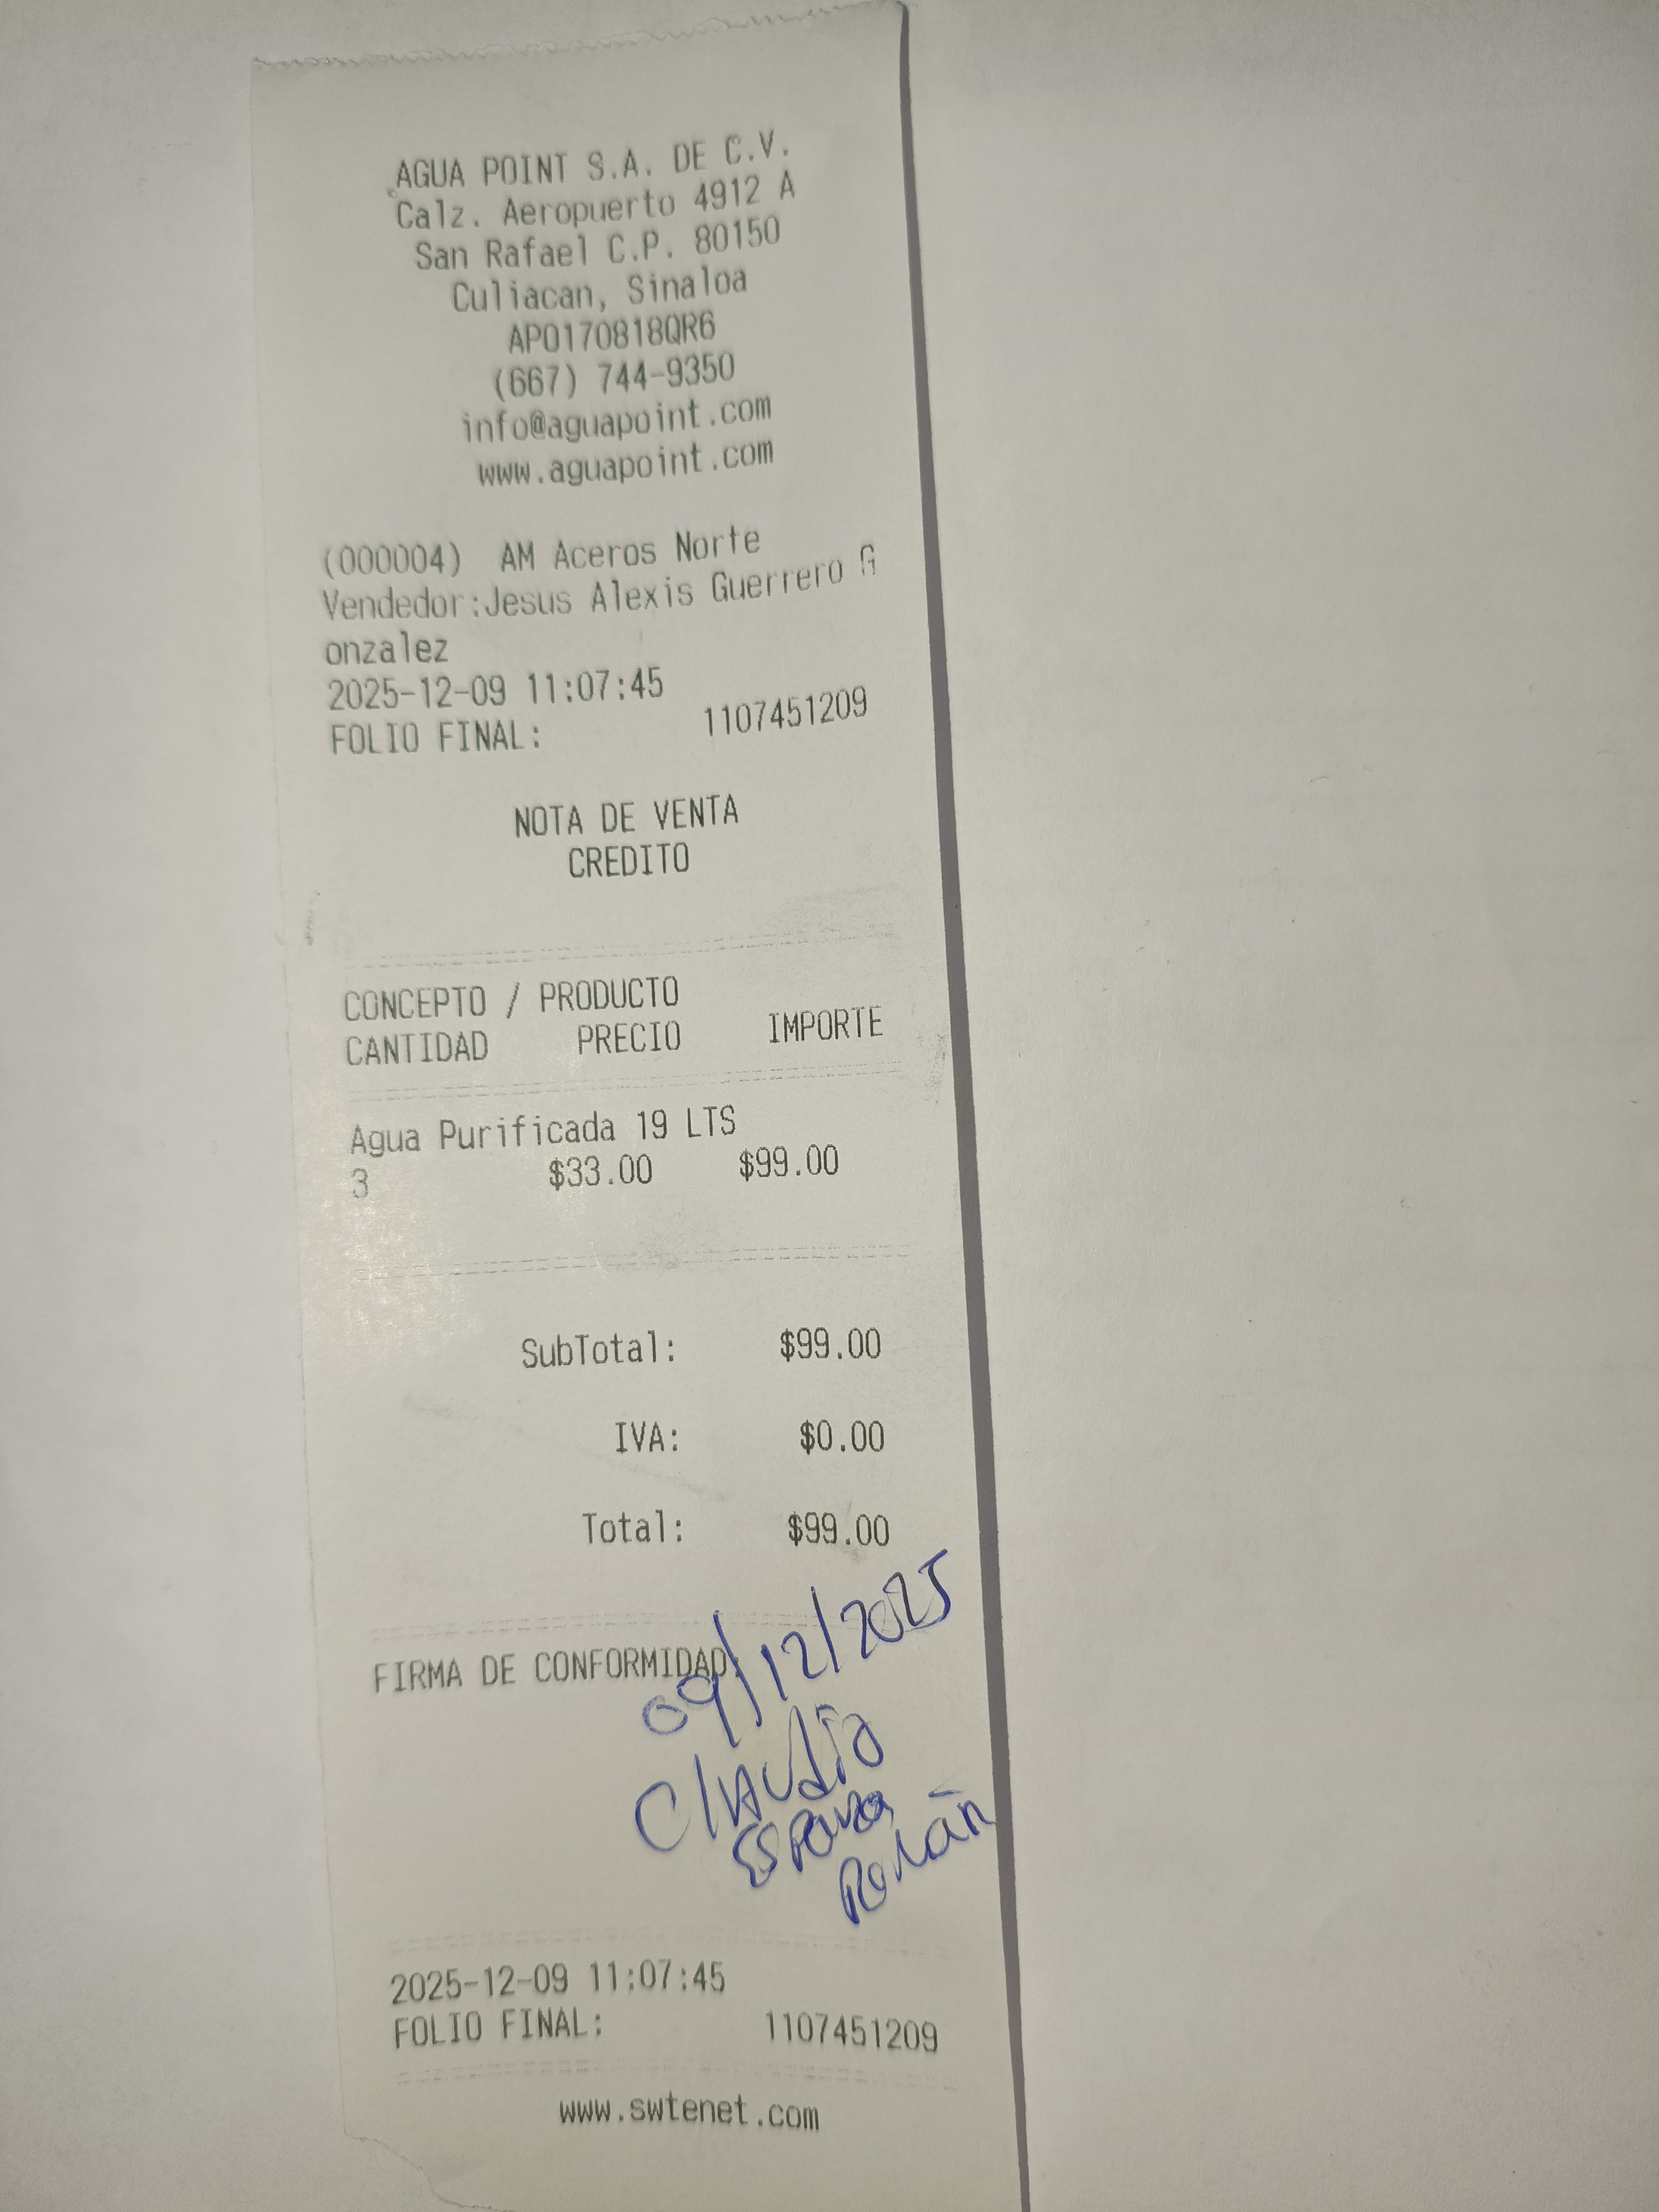 AGUA POINT S.A. DE C.V.
Calz. Aeropuerto 4912 A
San Rafael C.P. 80150
Culiacan, Sinaloa
APO170818QR6
(667) 744-9350
info@aguapoint.com
www.aguapoint.com
(000004) AM Aceros Norte
Vendedor:Jesus Alexis Guerrero G
onzalez
2025-12-09 11:07:45
FOLIO FINAL: 1107451209
NOTA DE VENTA
CREDITO
CONCEPTO / PRODUCTO
CANTIDAD PRECIO IMPORTE
Agua Purificada 19 LTS
3 $33.00 $99.00
SubTotal: $99.00
IVA: $0.00
Total: $99.00
FIRMA DE CONFORMIDAD:
09/12/2025
Claudia
Román
2025-12-09 11:07:45
FOLIO FINAL: 1107451209
www.swtenet.com